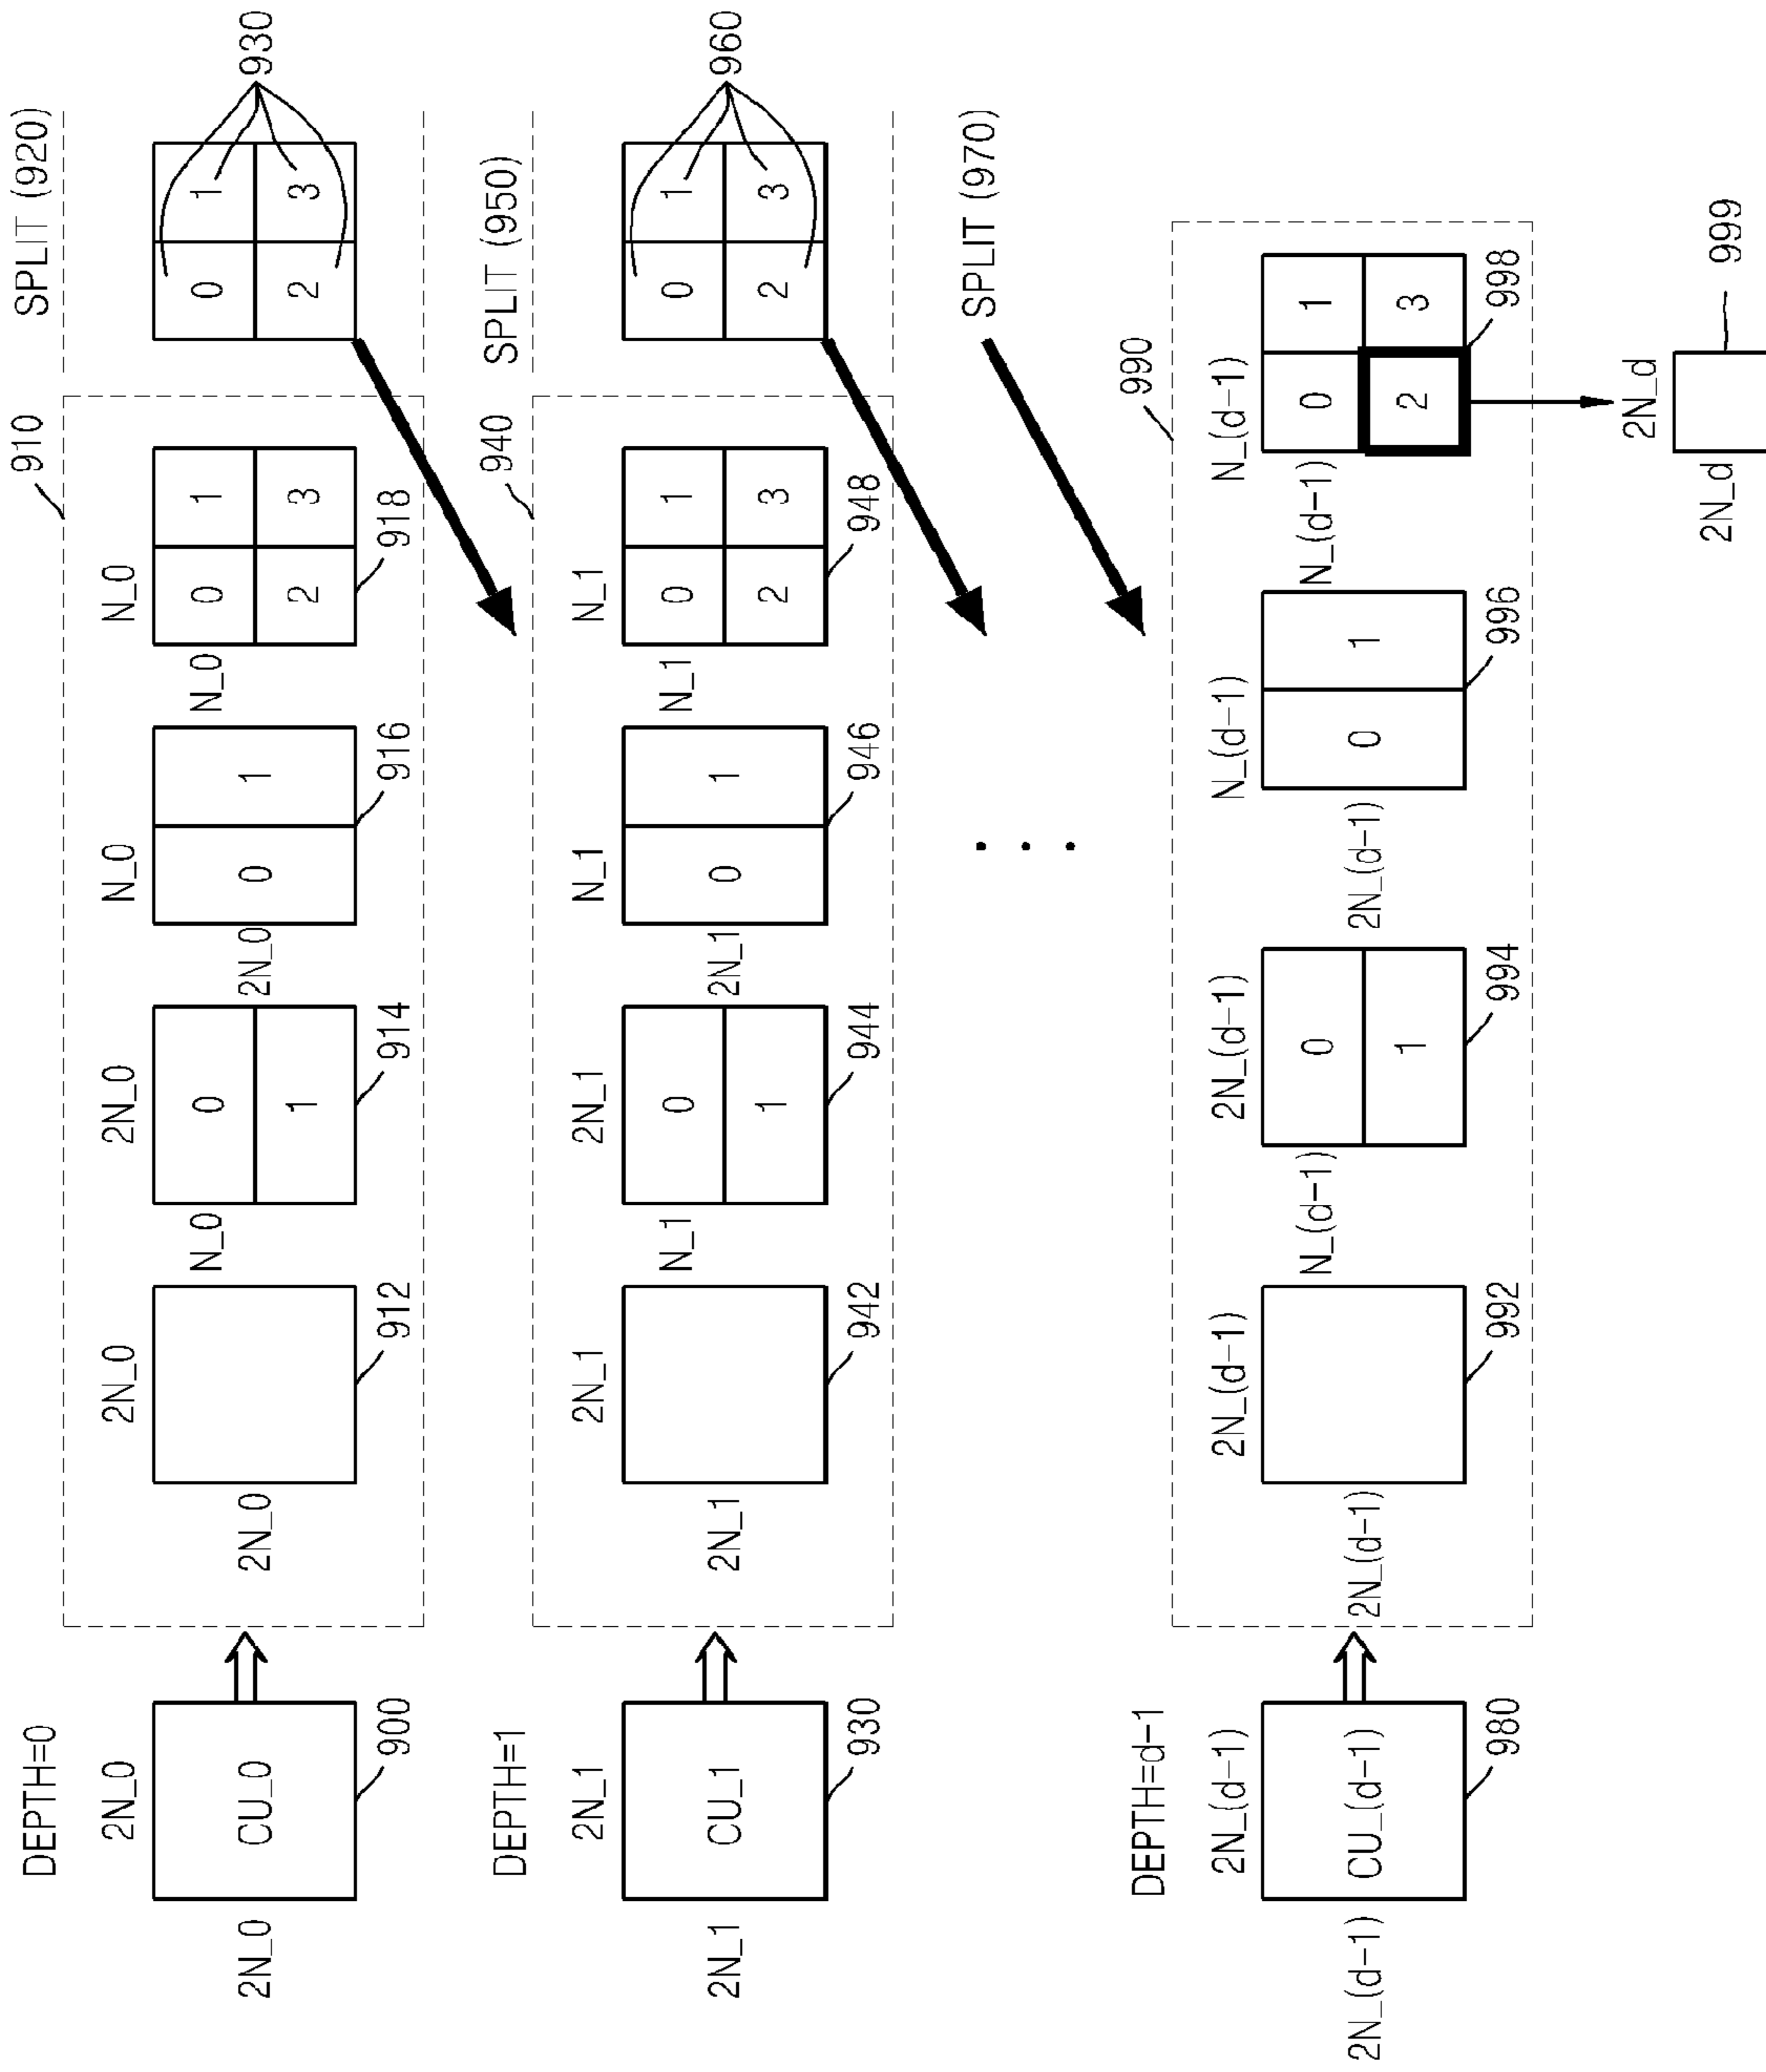 DEPTH=0
910
SPLIT (920)
2N_0
2N_0
2N_0
N_0
N_0
2N_0
CU_0
2N_0
N_0
0
1
2N_0
0
1
N_0
0
1
2
3
0
1
2
3
930
900
912
914
916
918
DEPTH=1
940
SPLIT (950)
2N_1
2N_1
2N_1
N_1
N_1
2N_1
CU_1
2N_1
N_1
0
1
2N_1
0
1
N_1
0
1
2
3
0
1
2
3
960
930
942
944
946
948
SPLIT (970)
. . .
DEPTH=d-1
990
2N_(d-1)
2N_(d-1)
2N_(d-1)
N_(d-1)
N_(d-1)
2N_(d-1)
CU_(d-1)
2N_(d-1)
N_(d-1)
0
1
2N_(d-1)
0
1
N_(d-1)
0
1
2
3
980
992
994
996
998
2N_d
2N_d
999